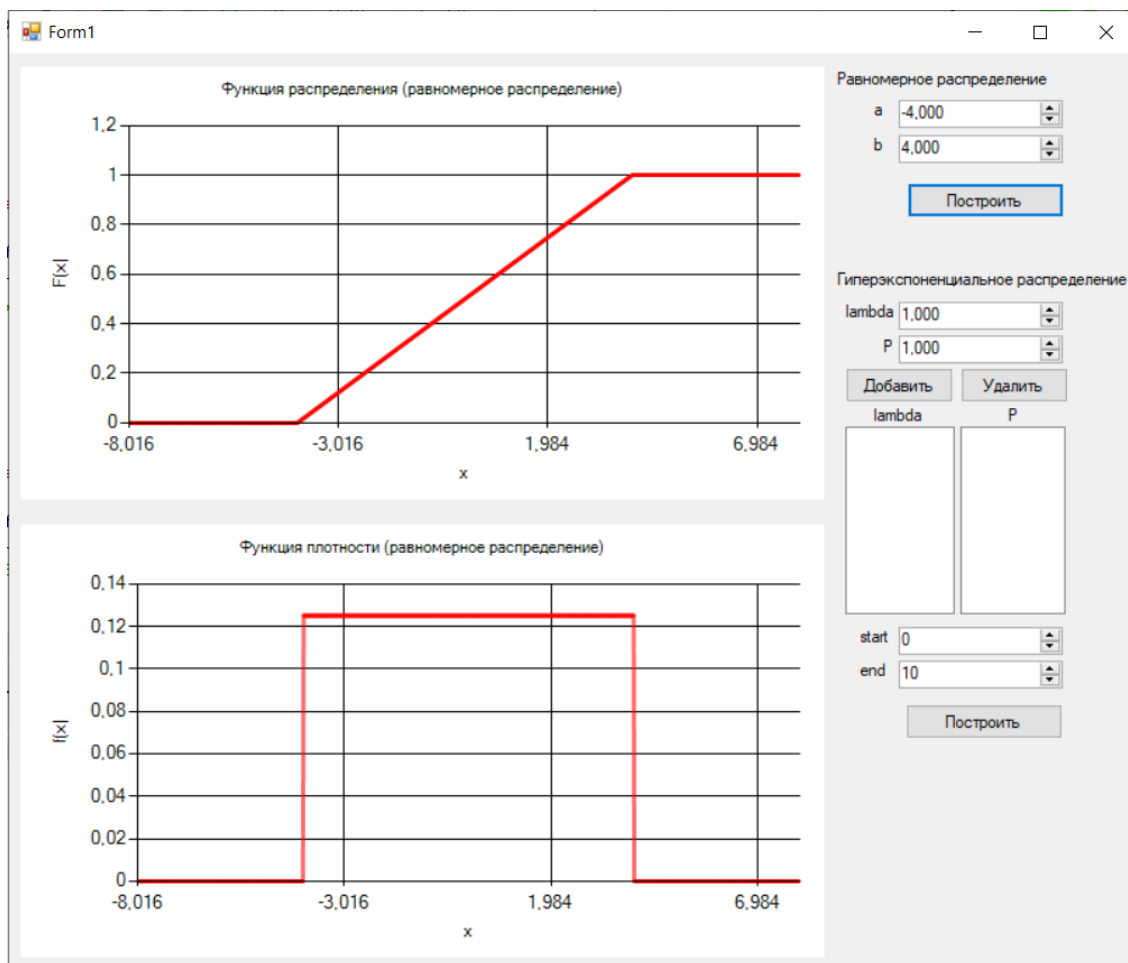 Form1
Функция распределения (равномерное распределение)
1,2
1
0,8
0,6
0,4
0,2
0
F(x|
-8,016 -3,016 1,984 6,984
x
Функция плотности (равномерное распределение)
0,14
0,12
0,1
0,08
0,06
0,04
0,02
0
f(x|
-8,016 -3,016 1,984 6,984
x
Равномерное распределение
a -4,000
b 4,000
Построить
Гиперэкспоненциальное распределение
lambda 1,000
P 1,000
Добавить Удалить
lambda P
start 0
end 10
Построить